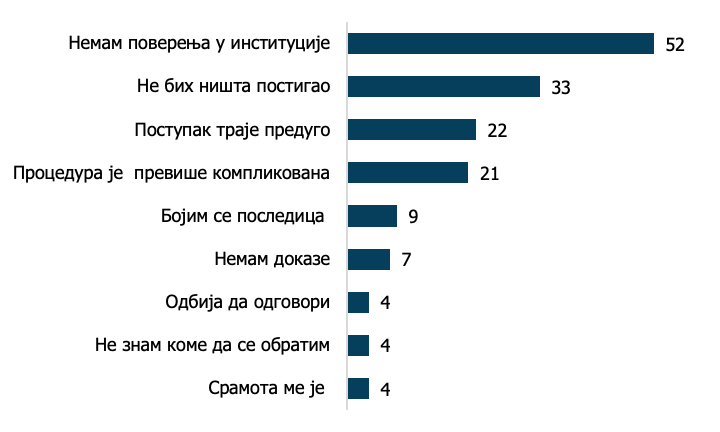 Немам поверења у институције 52
Не бих ништа постигао 33
Поступак траје предуго 22
Процедура је превише компликована 21
Бојим се последица 9
Немам доказе 7
Одбија да одговори 4
Не знам коме да се обратим 4
Срамота ме је 4